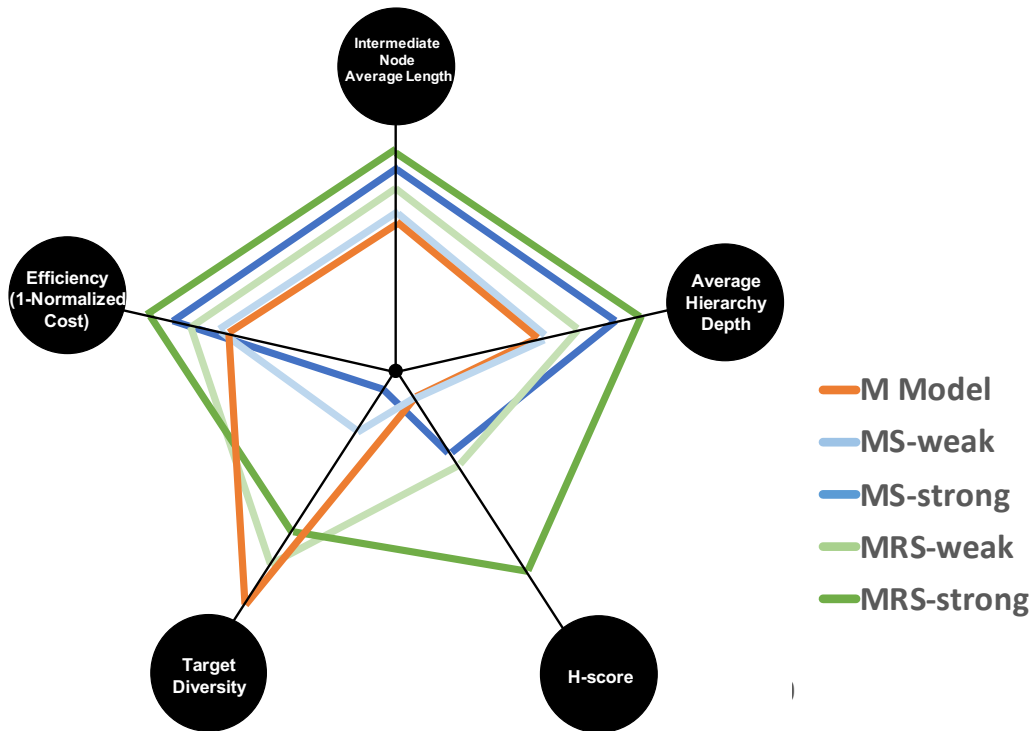 Intermediate
Node
Average Length
Efficiency
(1-Normalized
Cost)
Average
Hierarchy
Depth
M Model
MS-weak
MS-strong
MRS-weak
MRS-strong
Target
Diversity
H-score
)